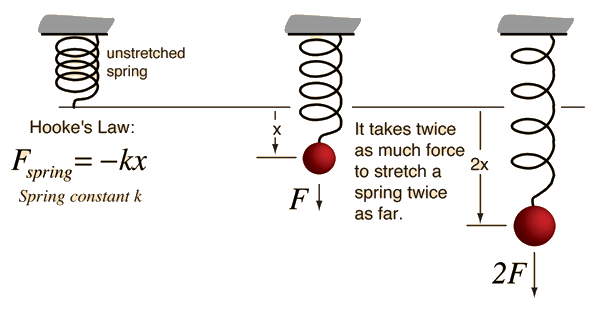 unstretched
spring
Hooke's Law:
F spring = −kx
Spring constant k
x
F
It takes twice
as much force
to stretch a
spring twice
as far.
2x
2F